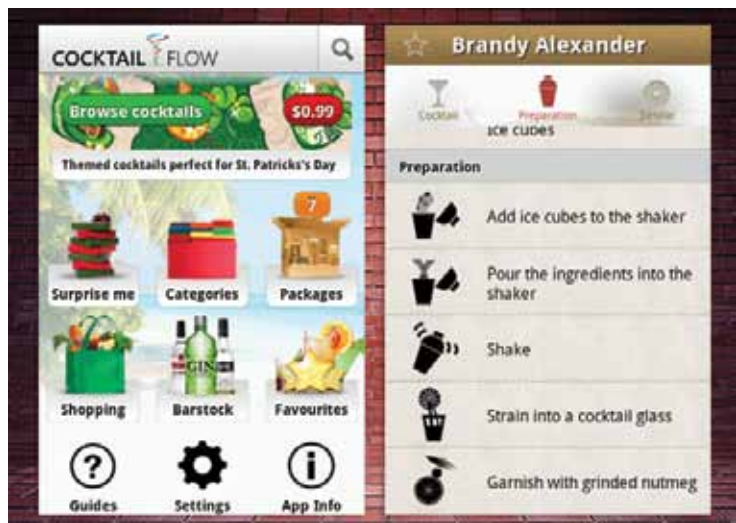 COCKTAIL FLOW
Browse cocktails
$0.99
Themed cocktails perfect for St. Patricks's Day
7
Surprise me
Categories
Packages
GIN
Shopping
Barstock
Favourites
?
i
Guides
Settings
App Info
Brandy Alexander
Cocktail
Preparation
Similar
ice cubes
Preparation
Add ice cubes to the shaker
Pour the ingredients into the
shaker
Shake
Strain into a cocktail glass
Garnish with grinded nutmeg